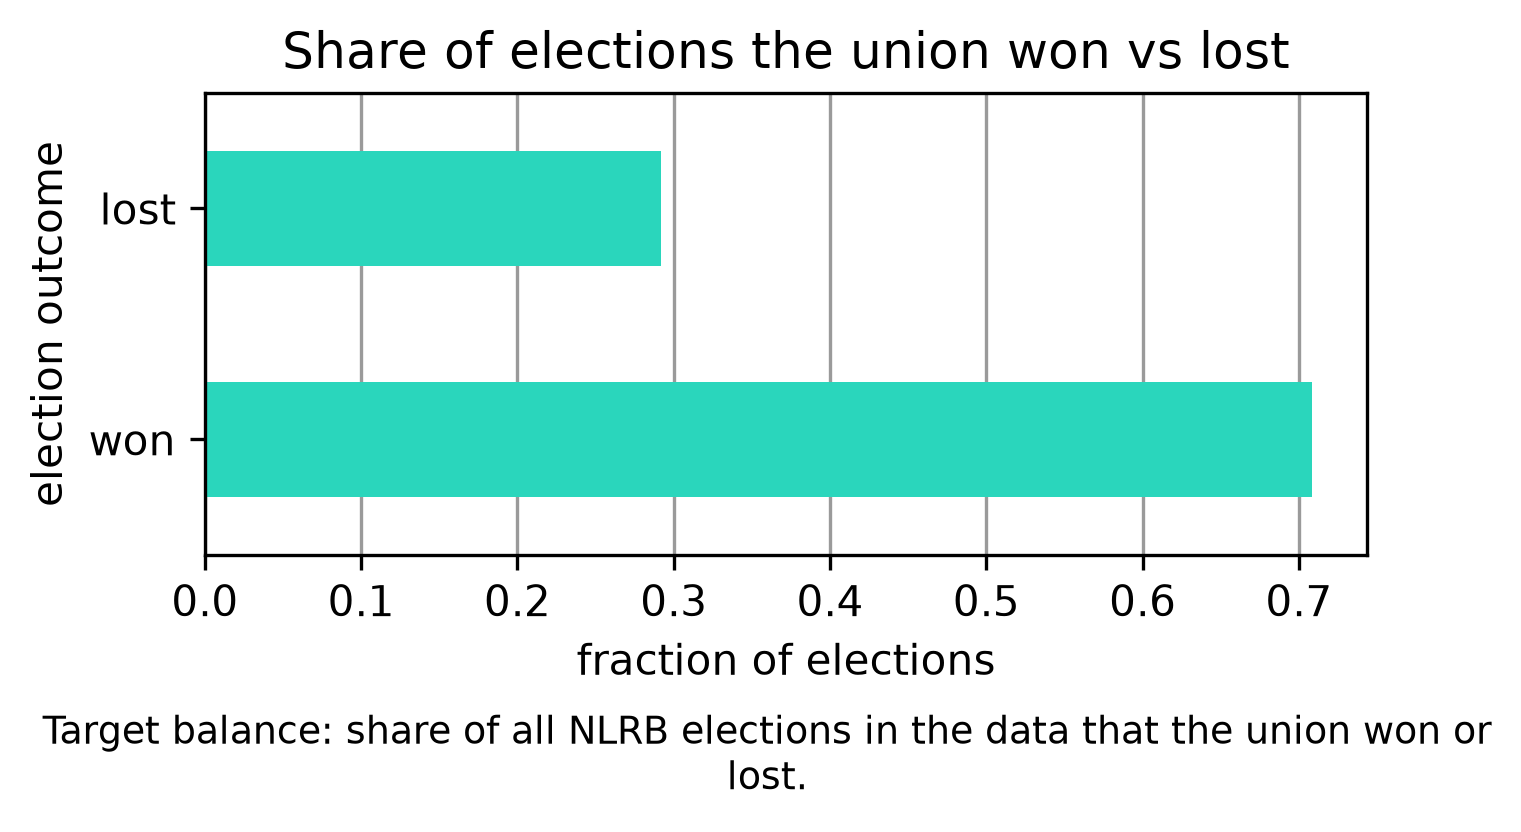 Share of elections the union won vs lost
election outcome
lost
won
0.0 0.1 0.2 0.3 0.4 0.5 0.6 0.7
fraction of elections
Target balance: share of all NLRB elections in the data that the union won or
lost.